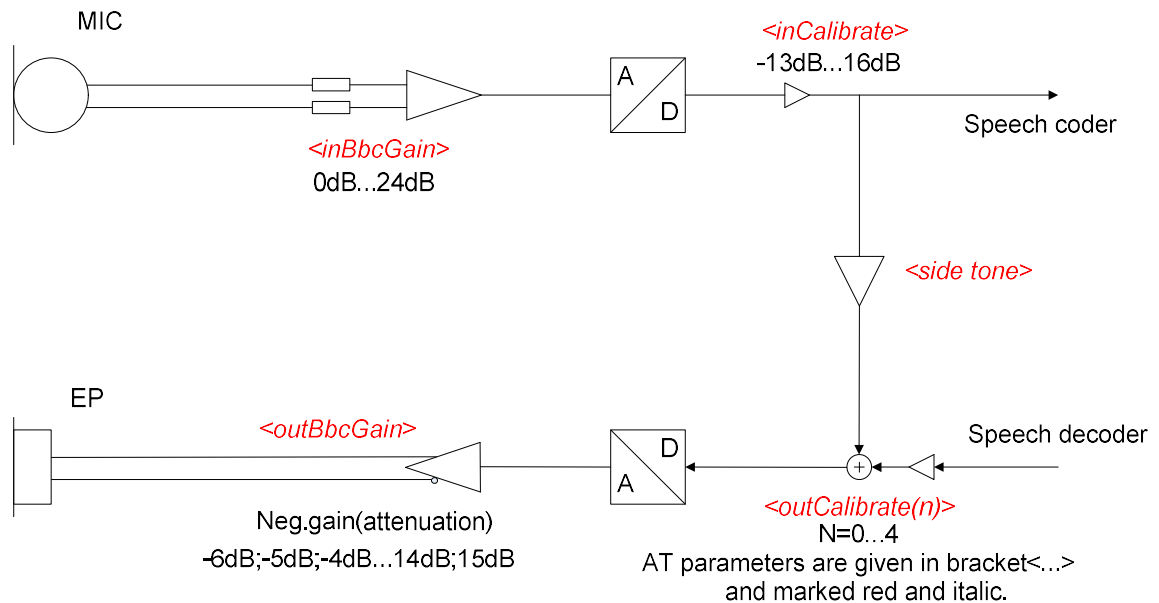 MIC
<inCalibrate>
-13dB...16dB
A
D
Speech coder
<inBbcGain>
0dB...24dB
<side tone>
EP
<outBbcGain>
D
A
Speech decoder
+
<outCalibrate(n)>
Neg.gain(attenuation)
N=0...4
-6dB;-5dB;-4dB...14dB;15dB
AT parameters are given in bracket<...>
and marked red and italic.